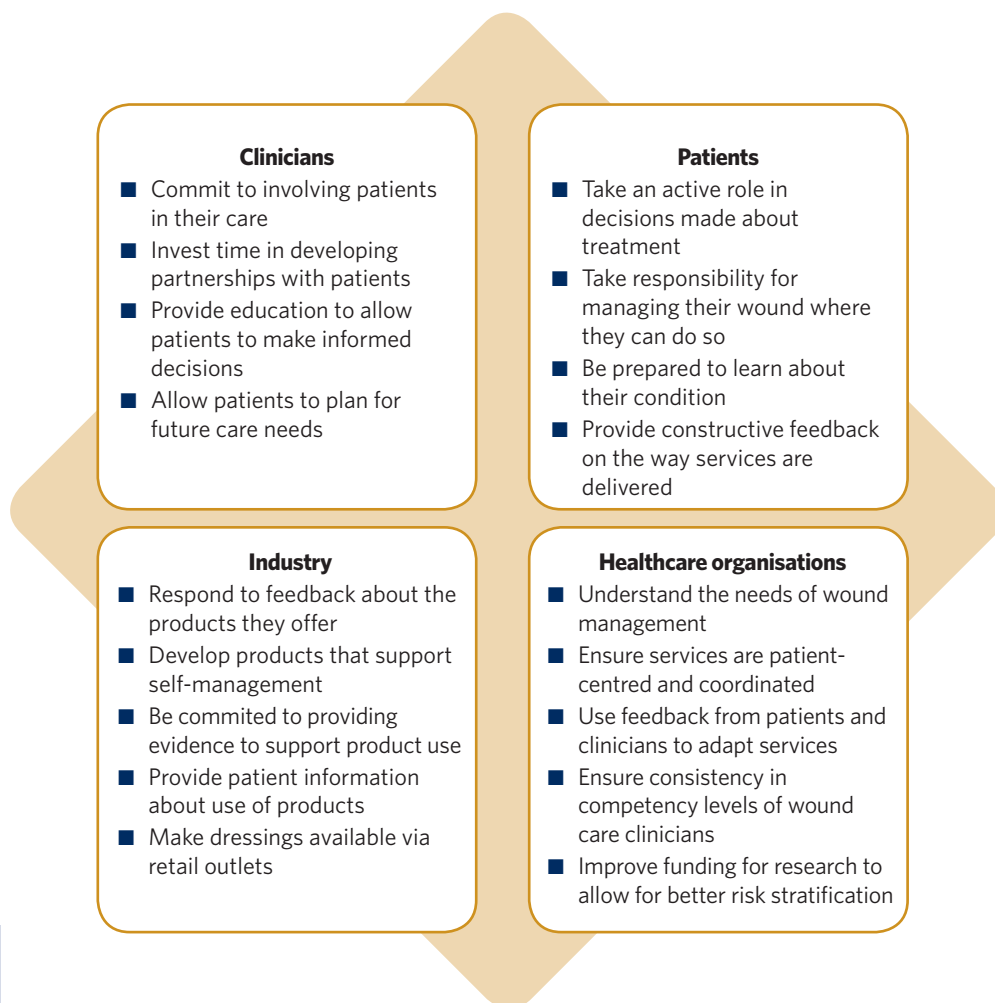 Clinicians
■ Commit to involving patients
in their care
■ Invest time in developing
partnerships with patients
■ Provide education to allow
patients to make informed
decisions
■ Allow patients to plan for
future care needs
Patients
■ Take an active role in
decisions made about
treatment
■ Take responsibility for
managing their wound where
they can do so
■ Be prepared to learn about
their condition
■ Provide constructive feedback
on the way services are
delivered
Industry
■ Respond to feedback about the
products they offer
■ Develop products that support
self-management
■ Be commited to providing
evidence to support product use
■ Provide patient information
about use of products
■ Make dressings available via
retail outlets
Healthcare organisations
■ Understand the needs of wound
management
■ Ensure services are patient-
centred and coordinated
■ Use feedback from patients and
clinicians to adapt services
■ Ensure consistency in
competency levels of wound
care clinicians
■ Improve funding for research to
allow for better risk stratification